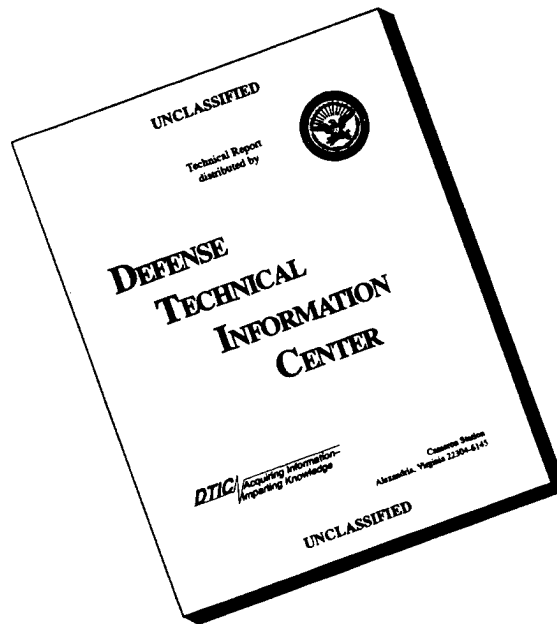 UNCLASSIFIED
Technical Report
distributed by
DEFENSE
TECHNICAL
INFORMATION
CENTER
DTIC
Acquiring Information–
Imparting Knowledge
Cameron Station
Alexandria, Virginia 22304-6145
UNCLASSIFIED